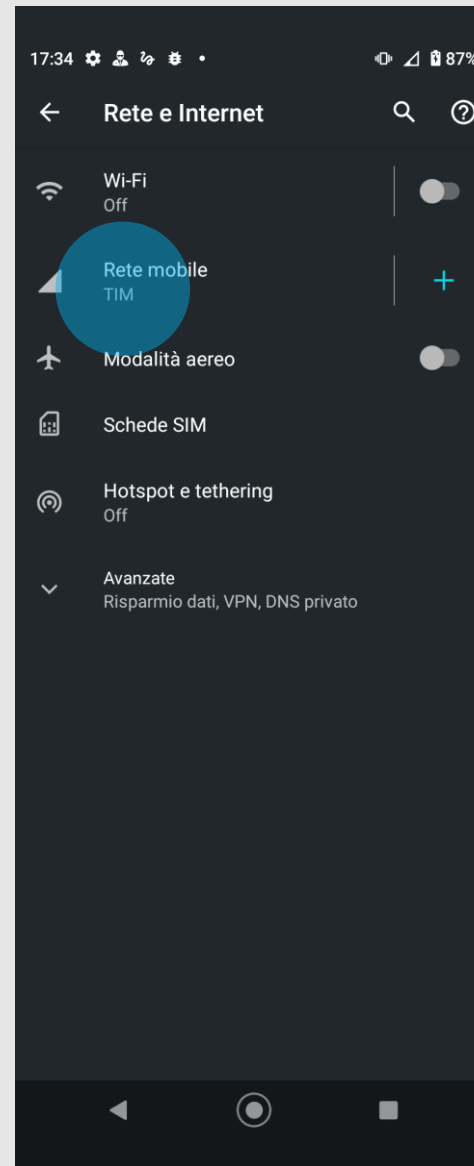 17:34
87%
Rete e Internet
Wi-Fi
Off
Rete mobile
TIM
Modalità aereo
Schede SIM
Hotspot e tethering
Off
Avanzate
Risparmio dati, VPN, DNS privato